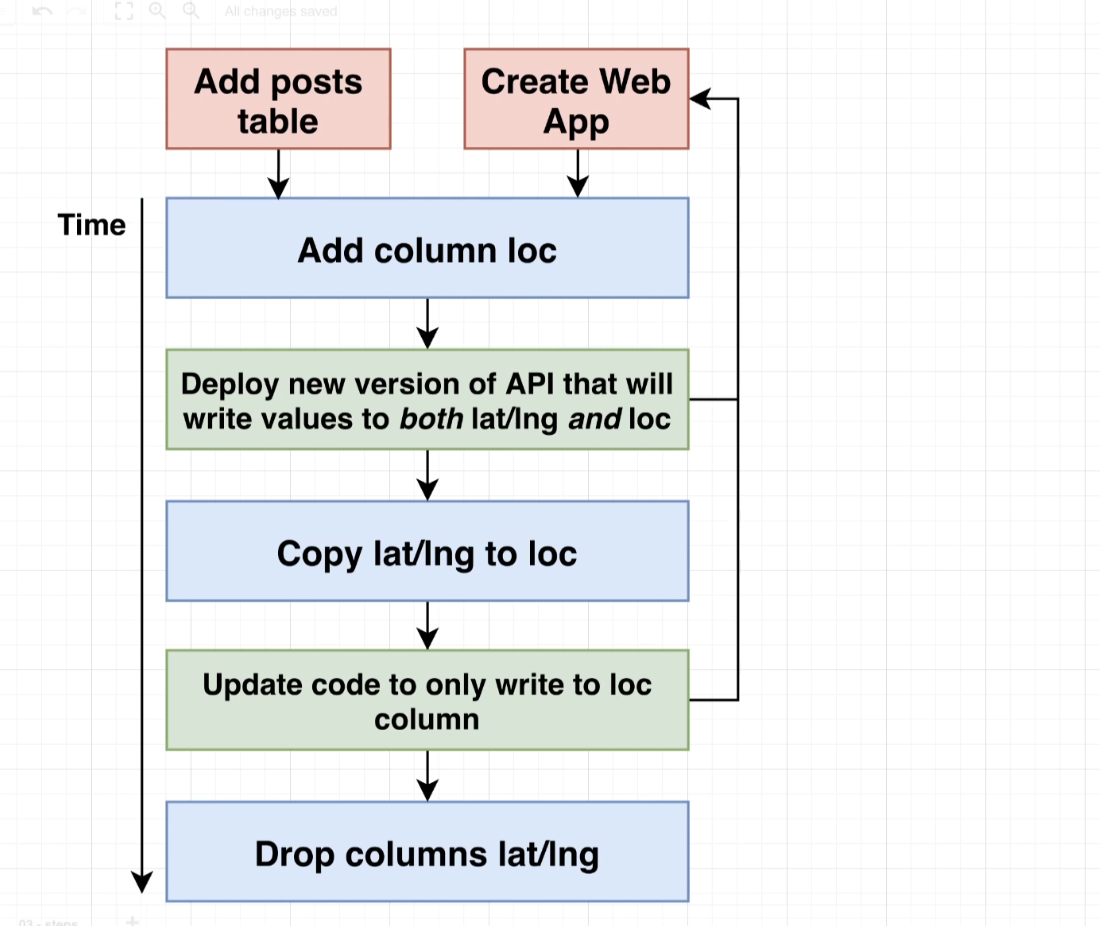 All changes saved
Add posts
table
Create Web
App
Time
Add column loc
Deploy new version of API that will
write values to both lat/lng and loc
Copy lat/lng to loc
Update code to only write to loc
column
Drop columns lat/lng
03 - steps